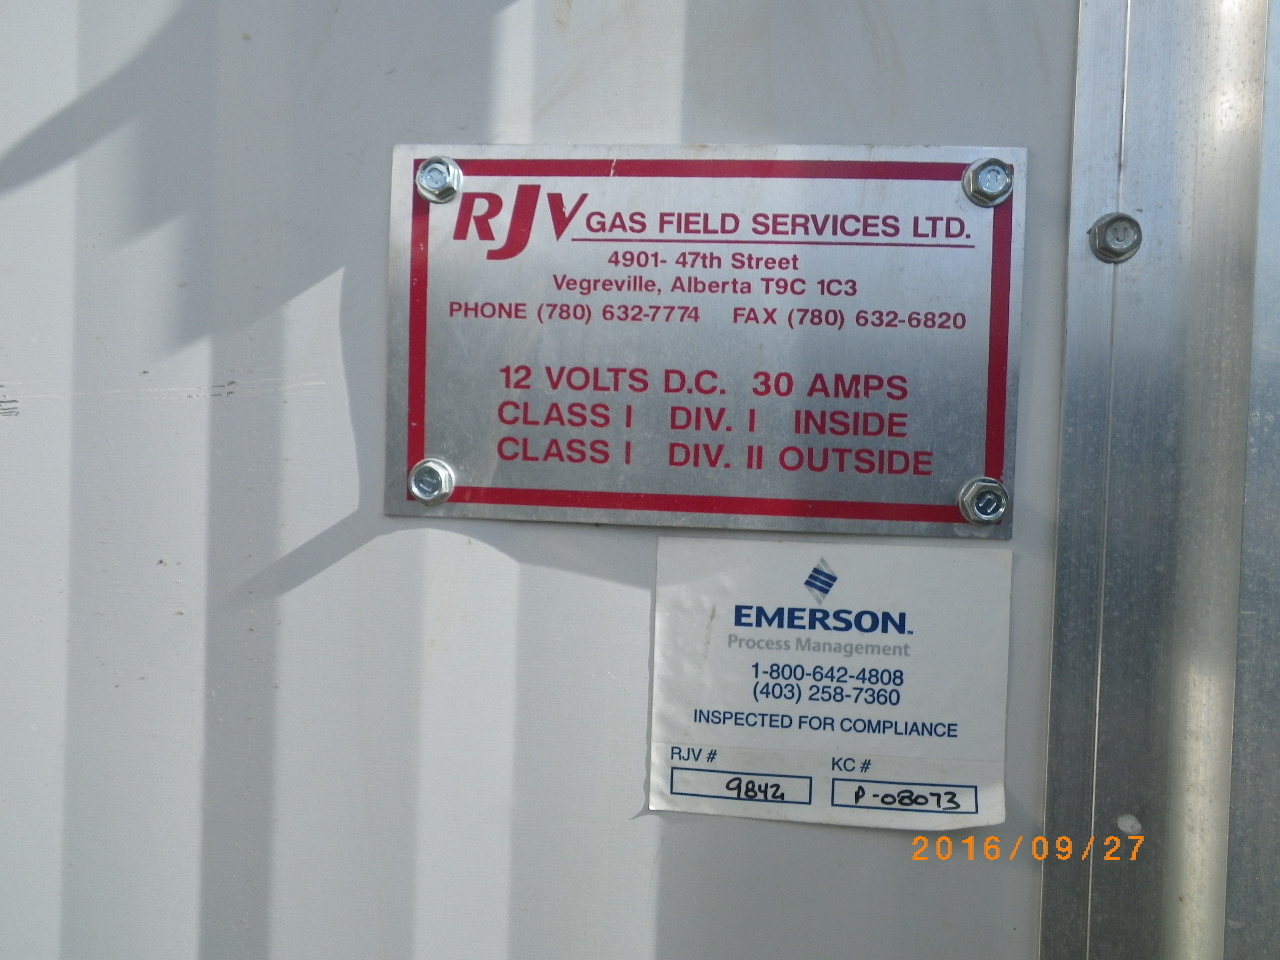 RJV GAS FIELD SERVICES LTD.
4901- 47th Street
Vegreville, Alberta T9C 1C3
PHONE (780) 632-7774 FAX (780) 632-6820
12 VOLTS D.C. 30 AMPS
CLASS I DIV. I INSIDE
CLASS I DIV. II OUTSIDE
EMERSON™
Process Management
1-800-642-4808
(403) 258-7360
INSPECTED FOR COMPLIANCE
RJV # KC #
9842 P-08073
2016/09/27